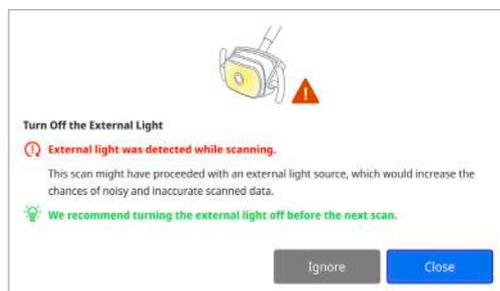 Turn Off the External Light
External light was detected while scanning.
This scan might have proceeded with an external light source, which would increase the
chances of noisy and inaccurate scanned data.
We recommend turning the external light off before the next scan.
Ignore Close